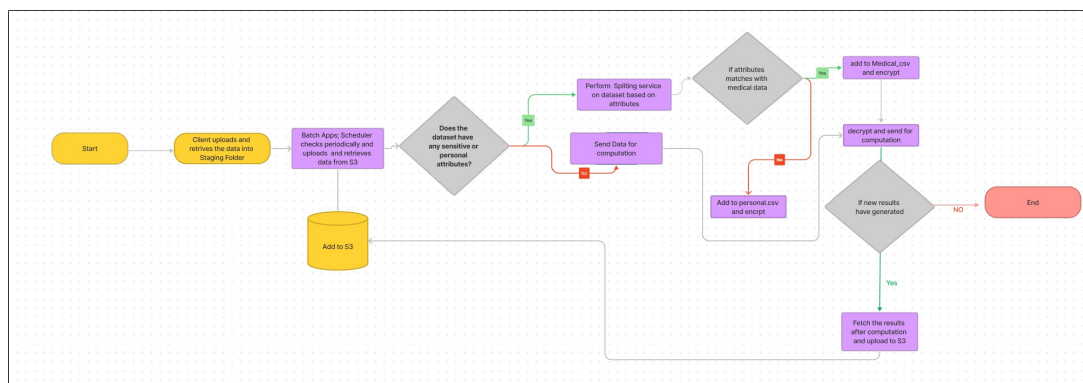 Start
Client uploads and
retrives the data into
Staging Folder
Batch Apps; Scheduler
checks periodically and
uploads and retrieves
data from S3
Add to S3
Does the
dataset have
any sensitive or
personal
attributes?
Yes
No
Perform Spliting service
on dataset based on
attributes
Send Data for
computation
if attributes
matches with
medical data
Yes
No
Add to personal.csv
and encrpt
add to Medical_csv
and encrypt
decrypt and send for
computation
If new results
have generated
NO
End
Yes
Fetch the results
after computation
and upload to S3